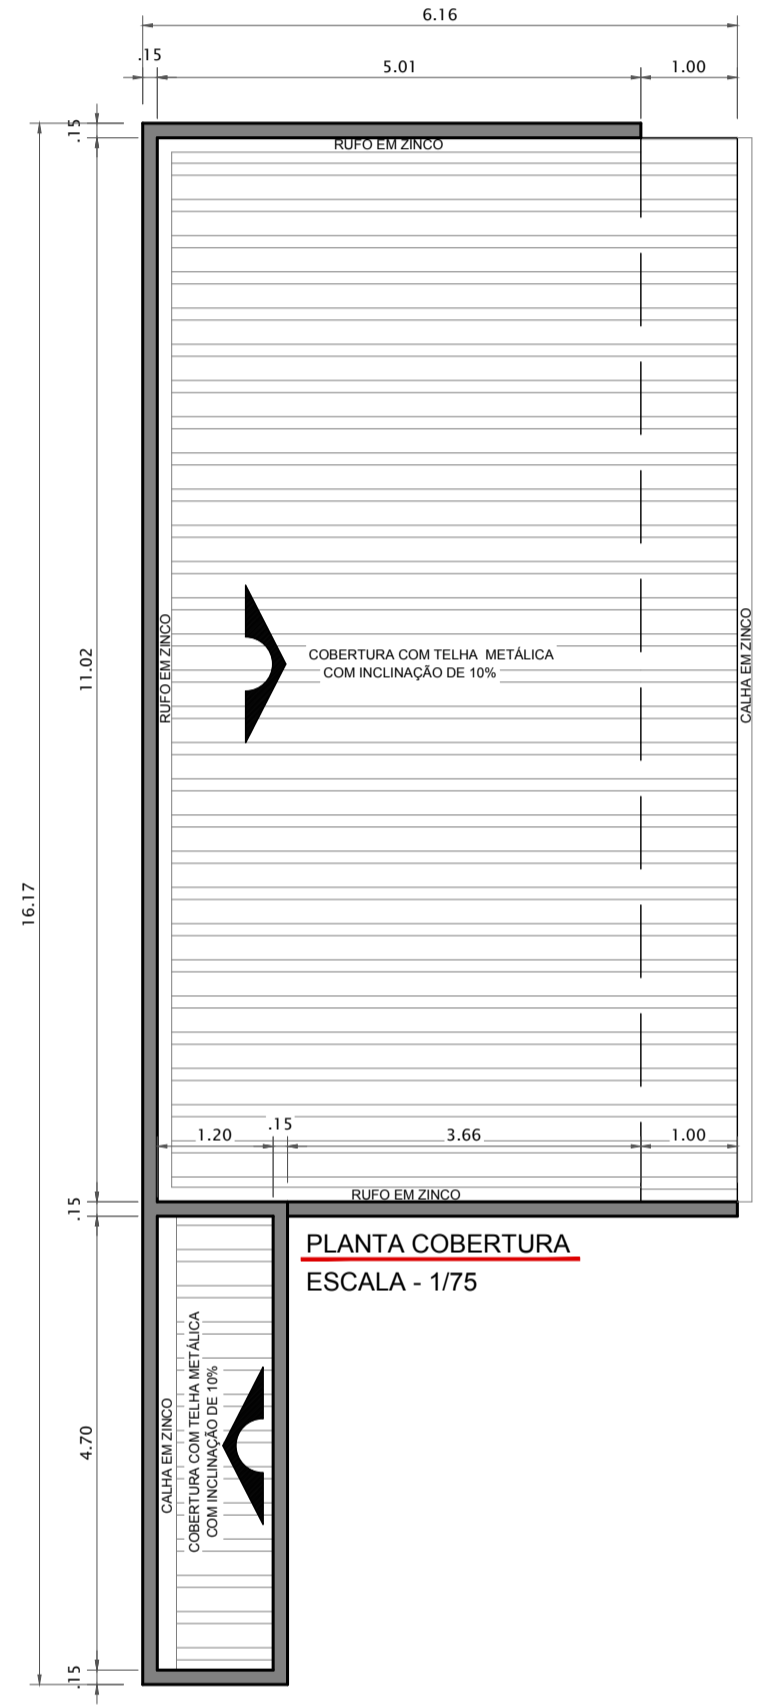 6.16
.15
5.01
1.00
.15
RUFO EM ZINCO
11.02
RUFO EM ZINCO
COBERTURA COM TELHA METÁLICA
COM INCLINAÇÃO DE 10%
CALHA EM ZINCO
16.17
1.20
.15
3.66
1.00
.15
RUFO EM ZINCO
PLANTA COBERTURA
ESCALA - 1/75
4.70
CALHA EM ZINCO
COBERTURA COM TELHA METÁLICA
COM INCLINAÇÃO DE 10%
.15